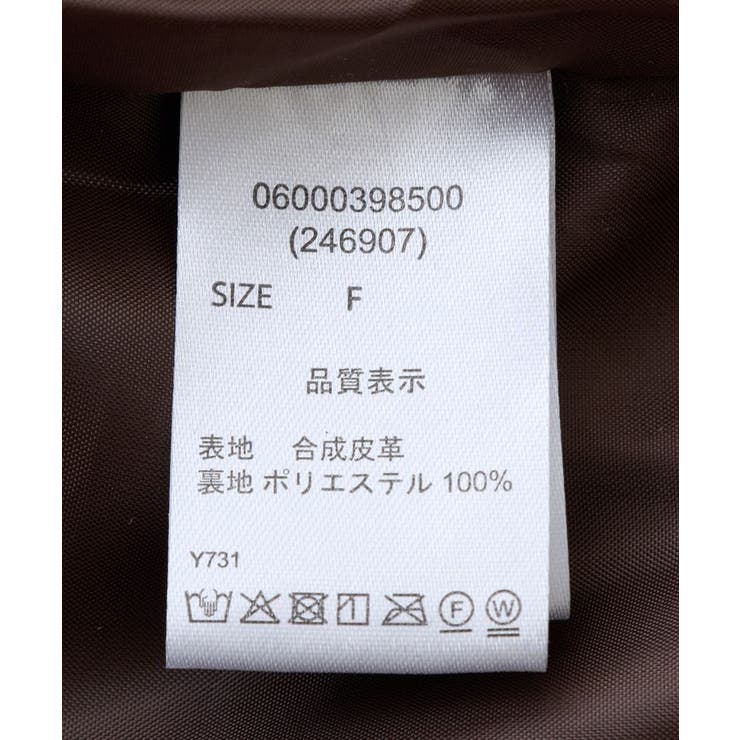 06000398500
(246907)
SIZE F
品質表示
表地 合成皮革
裏地 ポリエステル 100%
Y731
F W